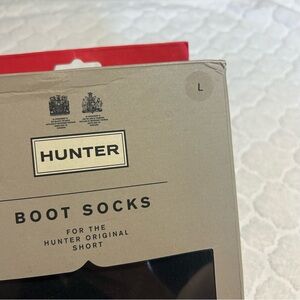 L
HUNTER
BOOT SOCKS
FOR THE
HUNTER ORIGINAL
SHORT